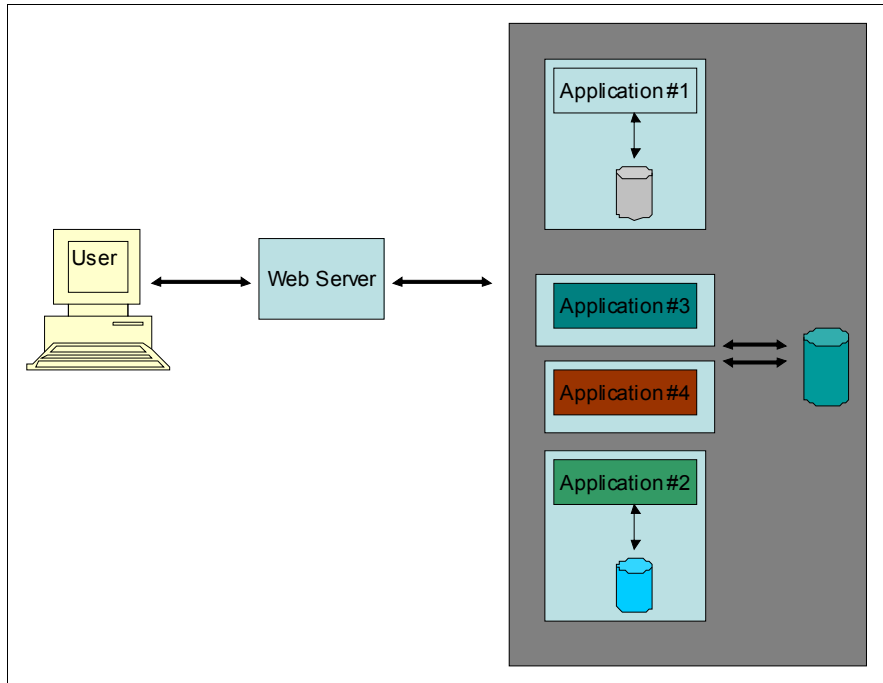 User
Web Server
Application #1
Application #3
Application #4
Application #2